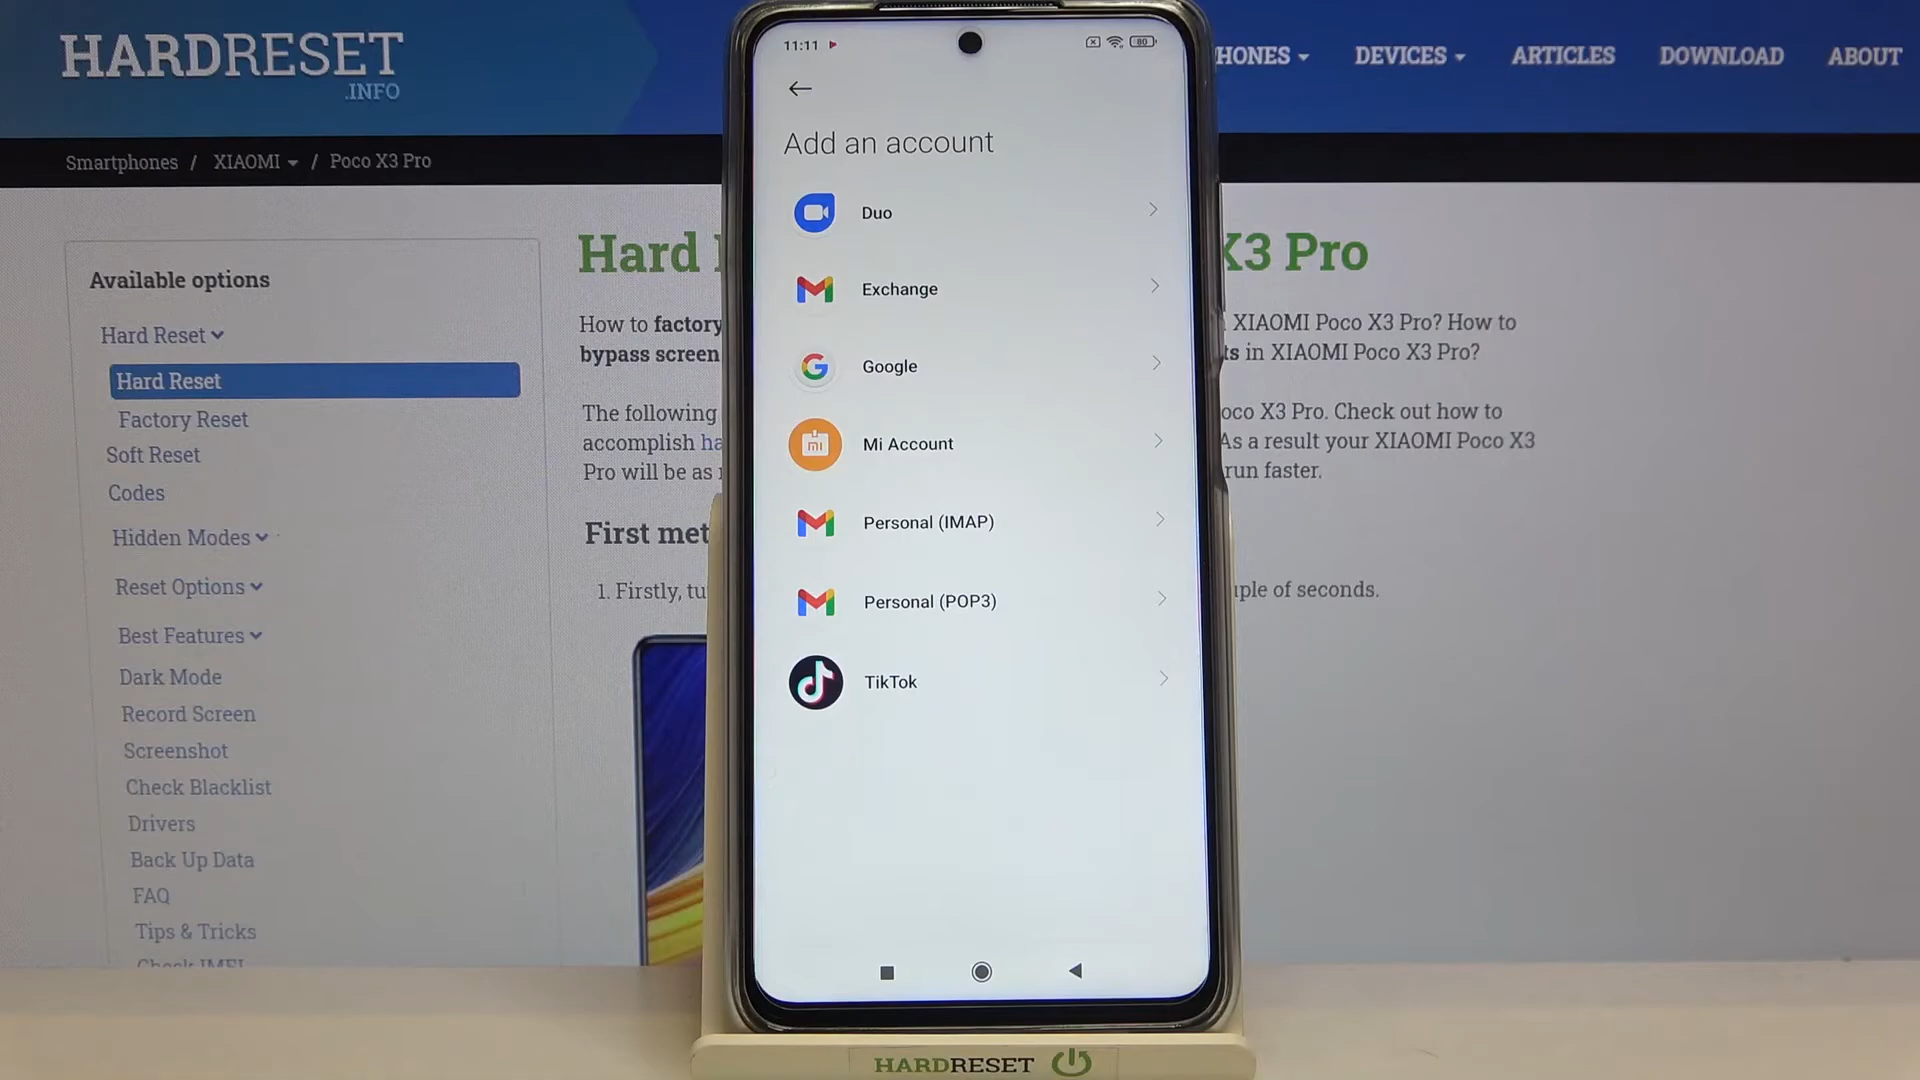 HARDRESET
.INFO
HONES
DEVICES
ARTICLES
DOWNLOAD
ABOUT
Smartphones / XIAOMI / Poco X3 Pro
Available options
Hard Reset
Hard Reset
Factory Reset
Soft Reset
Codes
Hidden Modes
Reset Options
Best Features
Dark Mode
Record Screen
Screenshot
Check Blacklist
Drivers
Back Up Data
FAQ
Tips & Tricks
Check IMEI
Hard
X3 Pro
How to factory
XIAOMI Poco X3 Pro? How to
bypass screen
ts in XIAOMI Poco X3 Pro?
The following
oco X3 Pro. Check out how to
accomplish ha
As a result your XIAOMI Poco X3
Pro will be as
run faster.
First met
1. Firstly, tu
uple of seconds.
11:11
80
Add an account
Duo
Exchange
Google
Mi Account
Personal (IMAP)
Personal (POP3)
TikTok
HARDRESET